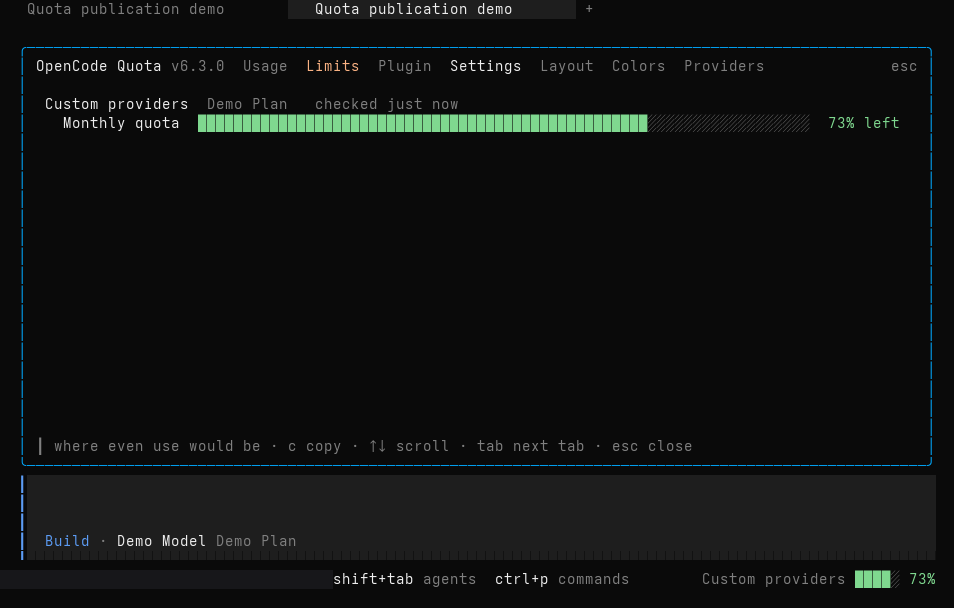 Quota publication demo Quota publication demo +
OpenCode Quota v6.3.0 Usage Limits Plugin Settings Layout Colors Providers esc
Custom providers Demo Plan checked just now
Monthly quota 73% left
┃ where even use would be · c copy · ↑↓ scroll · tab next tab · esc close
Build · Demo Model Demo Plan
shift+tab agents ctrl+p commands Custom providers 73%